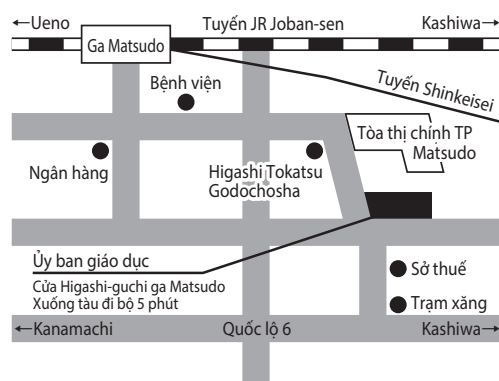 ←Ueno
Tuyến JR Joban-sen
Kashiwa→
Ga Matsudo
Tuyến Shinkeisei
Bệnh viện
Tòa thị chính TP
Matsudo
Ngân hàng
Higashi Tokatsu
Godochosha
Ủy ban giáo dục
Cửa Higashi-guchi ga Matsudo
Xuống tàu đi bộ 5 phút
Sở thuế
Trạm xăng
←Kanamachi
Quốc lộ 6
Kashiwa→